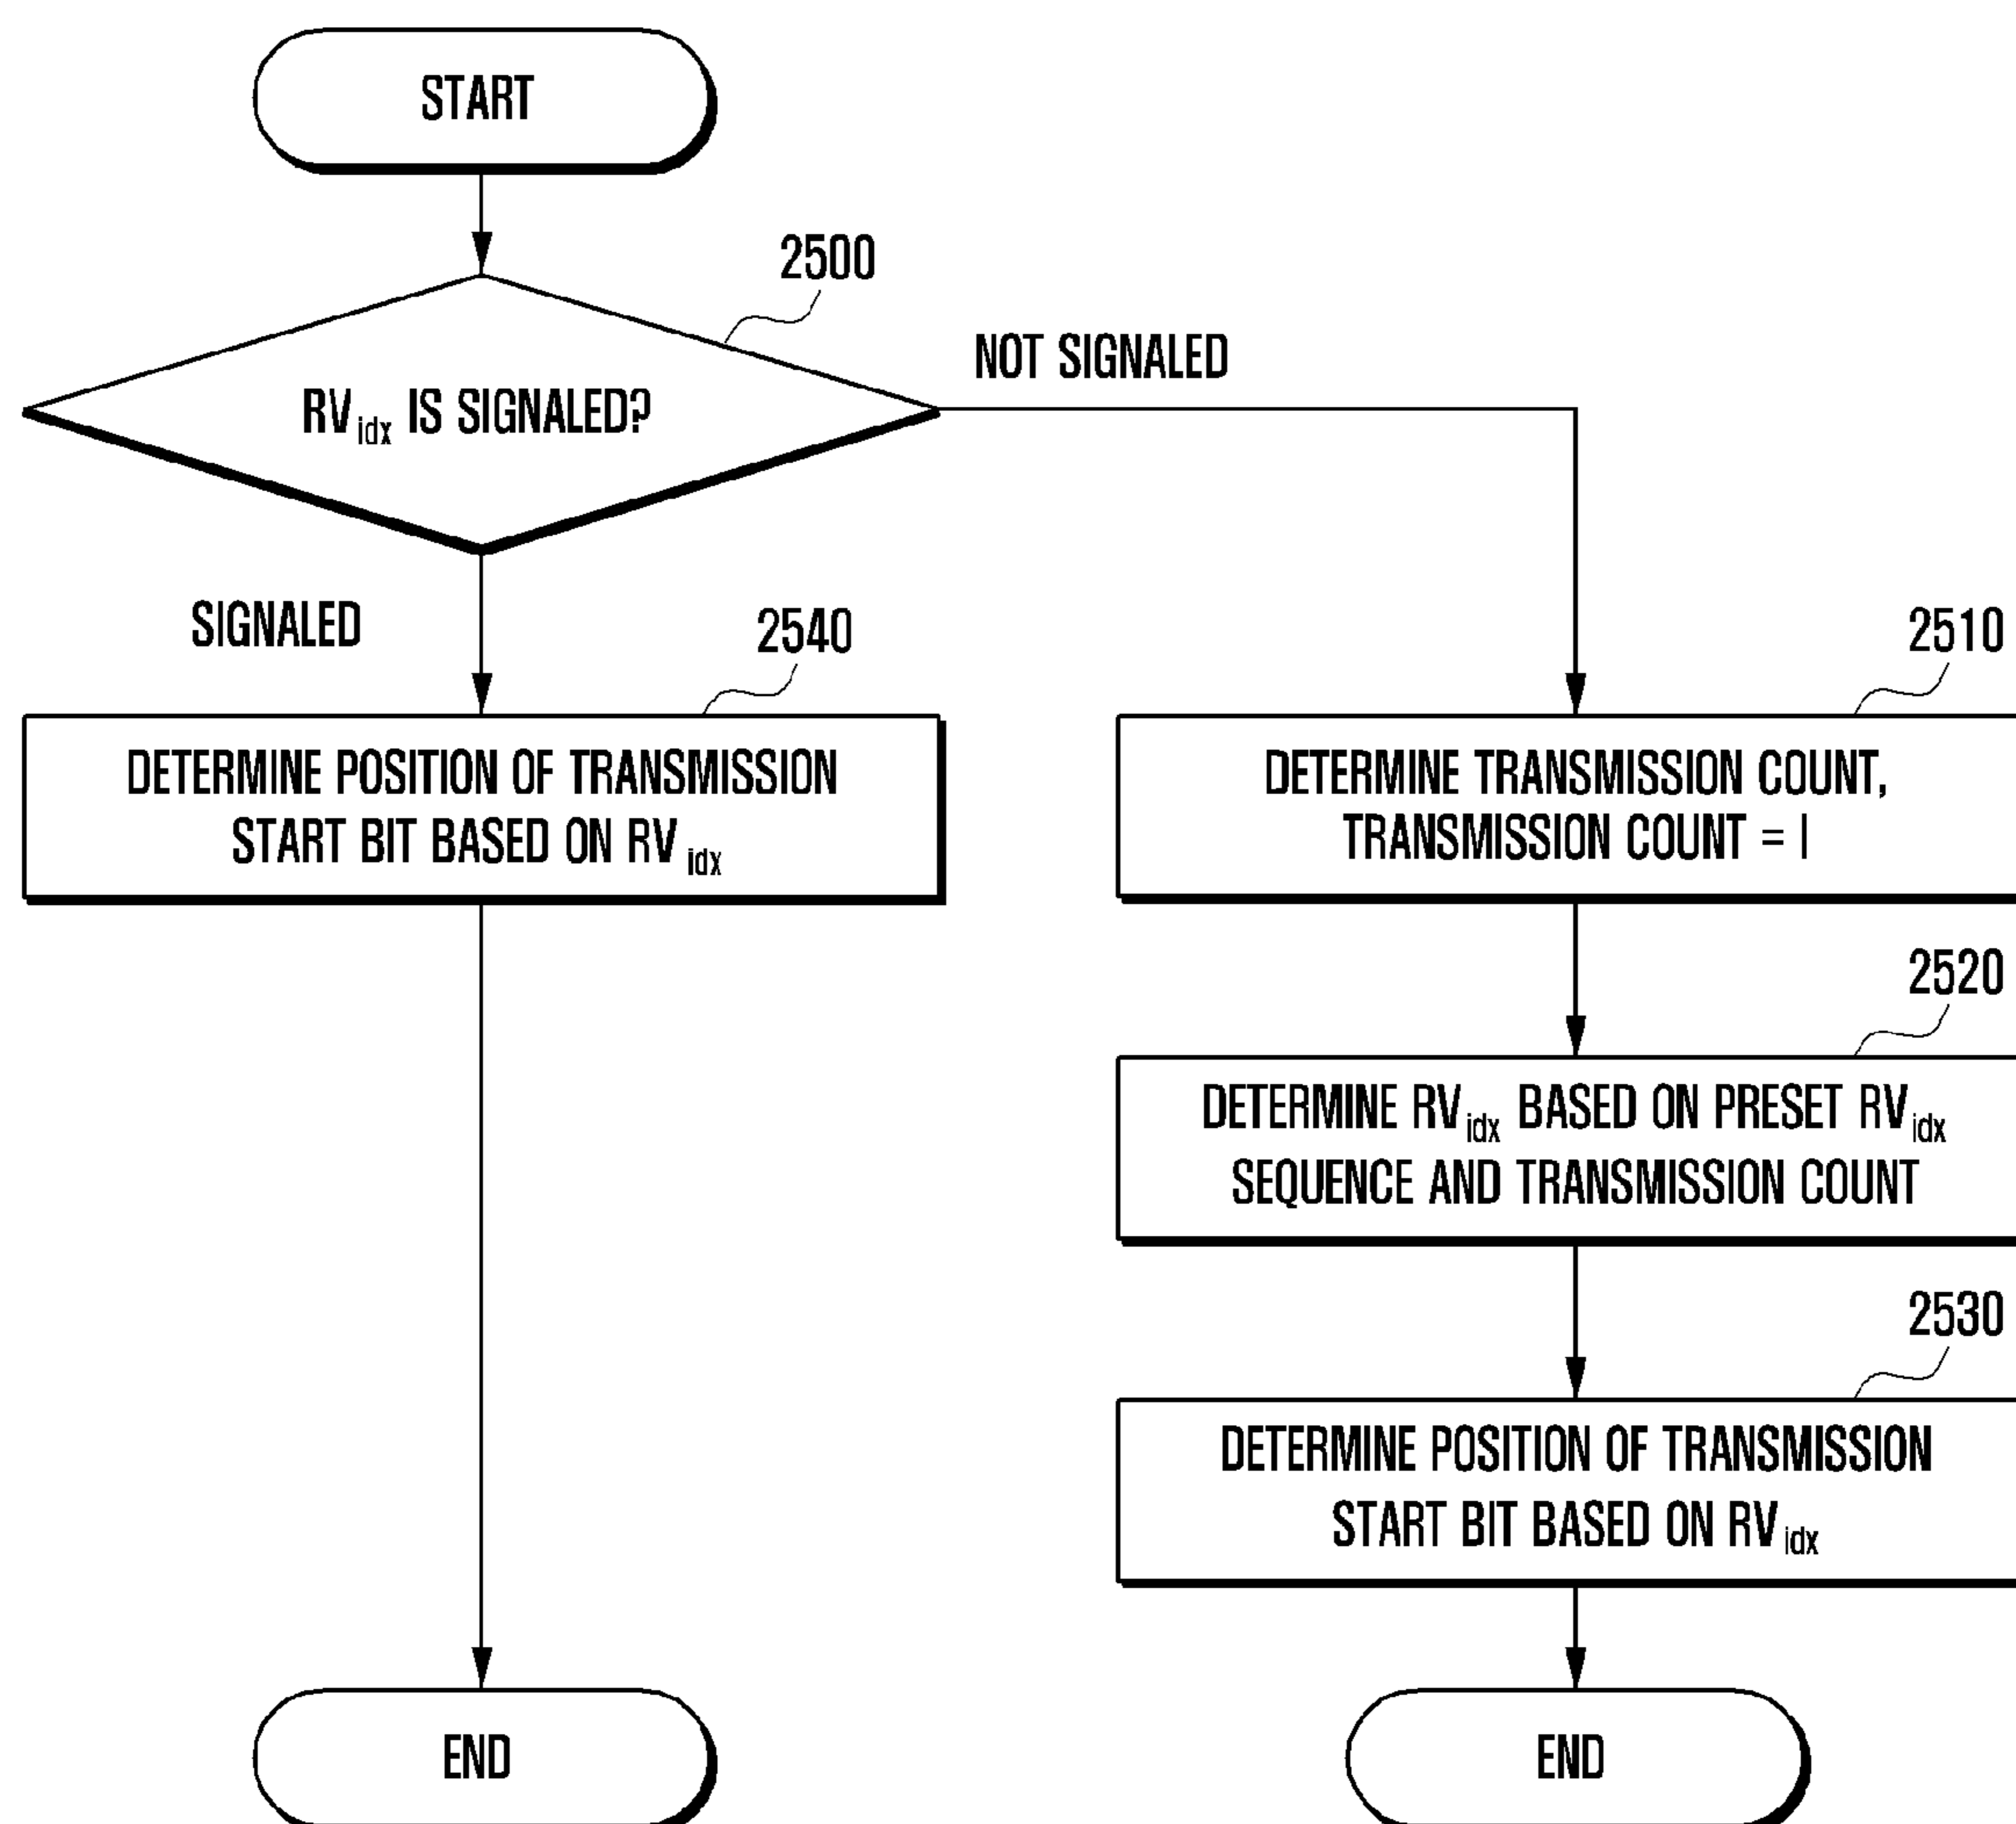 START
2500
RVidx IS SIGNALED?
NOT SIGNALED
SIGNALED
2540
DETERMINE POSITION OF TRANSMISSION
START BIT BASED ON RV idx
2510
DETERMINE TRANSMISSION COUNT,
TRANSMISSION COUNT = I
2520
DETERMINE RVidx BASED ON PRESET RVidx
SEQUENCE AND TRANSMISSION COUNT
2530
DETERMINE POSITION OF TRANSMISSION
START BIT BASED ON RVidx
END
END